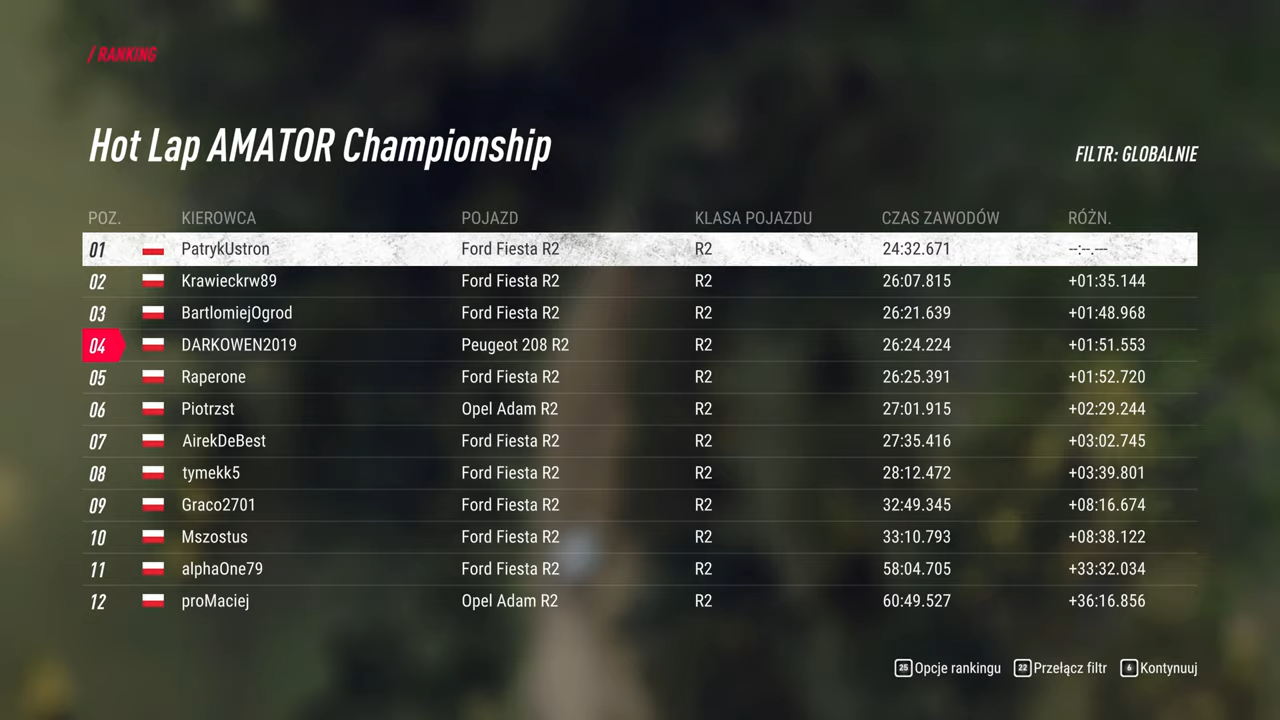 / RANKING
Hot Lap AMATOR Championship
FILTR: GLOBALNIE
POZ. KIEROWCA POJAZD KLASA POJAZDU CZAS ZAWODÓW RÓŻN.
01 PatrykUstron Ford Fiesta R2 R2 24:32.671 --:--.---
02 Krawieckrw89 Ford Fiesta R2 R2 26:07.815 +01:35.144
03 BartlomiejOgrod Ford Fiesta R2 R2 26:21.639 +01:48.968
04 DARKOWEN2019 Peugeot 208 R2 R2 26:24.224 +01:51.553
05 Raperone Ford Fiesta R2 R2 26:25.391 +01:52.720
06 Piotrzst Opel Adam R2 R2 27:01.915 +02:29.244
07 AirekDeBest Ford Fiesta R2 R2 27:35.416 +03:02.745
08 tymekk5 Ford Fiesta R2 R2 28:12.472 +03:39.801
09 Graco2701 Ford Fiesta R2 R2 32:49.345 +08:16.674
10 Mszostus Ford Fiesta R2 R2 33:10.793 +08:38.122
11 alphaOne79 Ford Fiesta R2 R2 58:04.705 +33:32.034
12 proMaciej Opel Adam R2 R2 60:49.527 +36:16.856
25 Opcje rankingu 22 Przełącz filtr 6 Kontynuuj